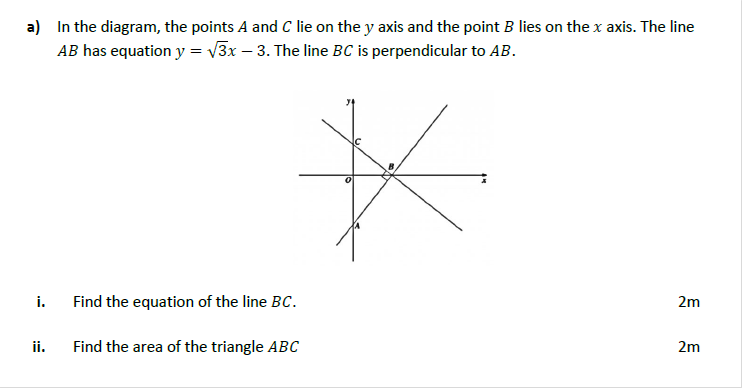 a) In the diagram, the points A and C lie on the y axis and the point B lies on the x axis. The line
AB has equation y = √3x − 3. The line BC is perpendicular to AB.
y
C
B
O
x
A
i. Find the equation of the line BC. 2m
ii. Find the area of the triangle ABC 2m